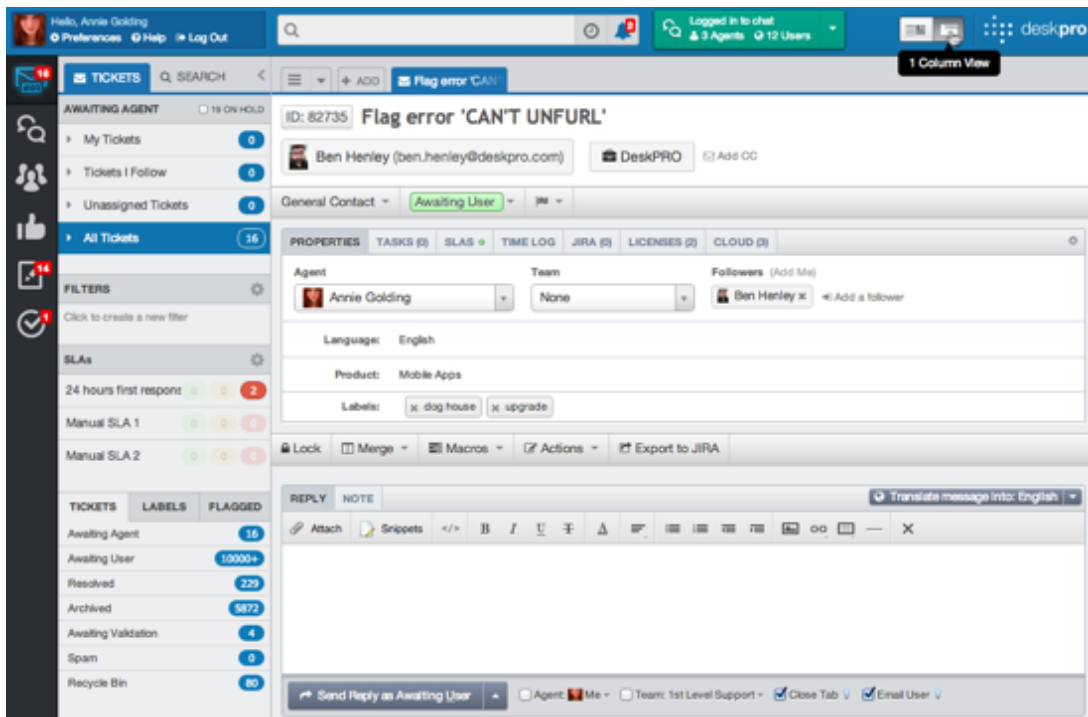 Hello, Annie Golding
Preferences Help Log Out
2
Logged in to chat
3 Agents 12 Users
deskpro
1 Column View
18
14
1
TICKETS SEARCH
AWAITING AGENT 19 ON HOLD
My Tickets 0
Tickets I Follow 0
Unassigned Tickets 0
All Tickets 16
FILTERS
Click to create a new filter
SLAs
24 hours first respons 0 0 2
Manual SLA 1 0 0 0
Manual SLA 2 0 0 0
TICKETS LABELS FLAGGED
Awaiting Agent 16
Awaiting User 10000+
Resolved 229
Archived 5872
Awaiting Validation 4
Spam 0
Recycle Bin 80
+ ADD Flag error 'CAN'
ID: 82735 Flag error 'CAN'T UNFURL'
Ben Henley (ben.henley@deskpro.com) DeskPRO Add CC
General Contact Awaiting User
PROPERTIES TASKS (0) SLAS TIME LOG JIRA (0) LICENSES (2) CLOUD (3)
Agent Team Followers (Add Me)
Annie Golding None Ben Henley x Add a follower
Language: English
Product: Mobile Apps
Labels: x dog house x upgrade
Lock Merge Macros Actions Export to JIRA
REPLY NOTE Translate message into: English
Attach Snippets </> B I U T A
Send Reply as Awaiting User Agent: Me Team: 1st Level Support Close Tab Email User